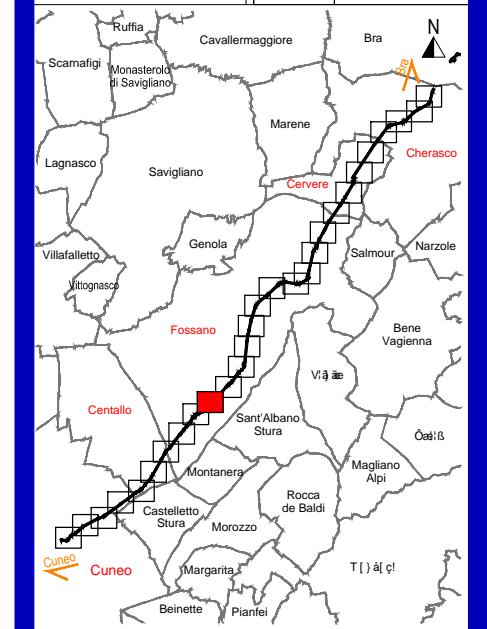 Ruffia
Cavallermaggiore
Bra
N
Scarnafigi
Monasterolo
di Savigliano
Bra
Marene
Lagnasco
Savigliano
Cherasco
Cervere
Genola
Salmour
Narzole
Villafalletto
Vittognasco
Fossano
Bene
Vagienna
Centallo
Sant'Albano
Stura
Montanera
Magliano
Alpi
Rocca
de Baldi
Castelletto
Stura
Morozzo
Cuneo
Cuneo
Margarita
T [ } â[ ç!
Beinette
Pianfei